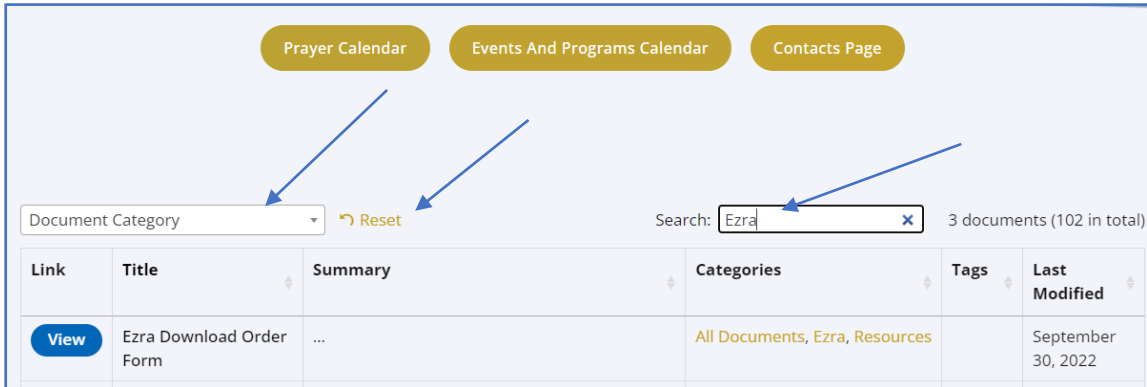 Prayer Calendar Events And Programs Calendar Contacts Page
Document Category Reset Search: Ezra 3 documents (102 in total)
Link Title Summary Categories Tags Last
Modified
View Ezra Download Order ... All Documents, Ezra, Resources September
Form 30, 2022